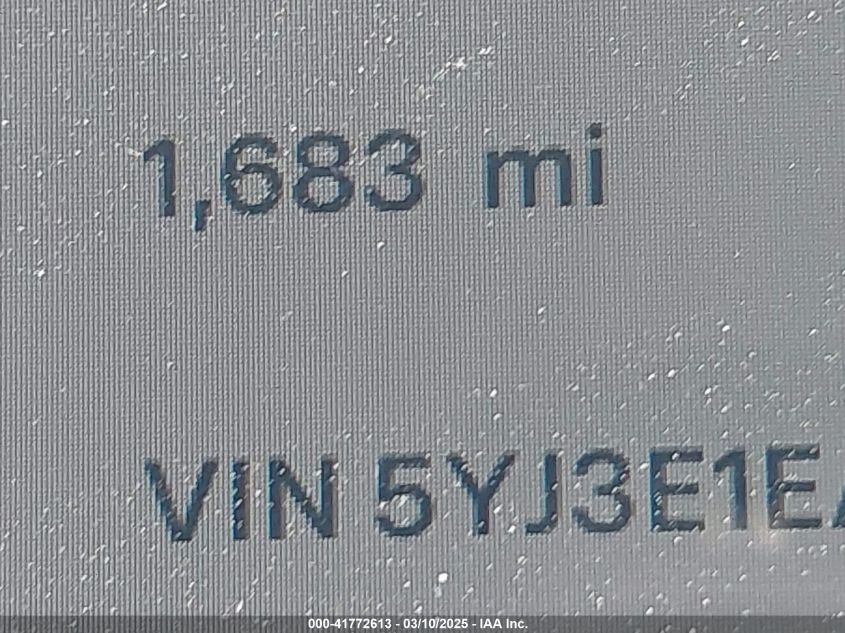 1,683 mi
VIN 5YJ3E1E
000-41772613 - 03/10/2025 - IAA Inc.